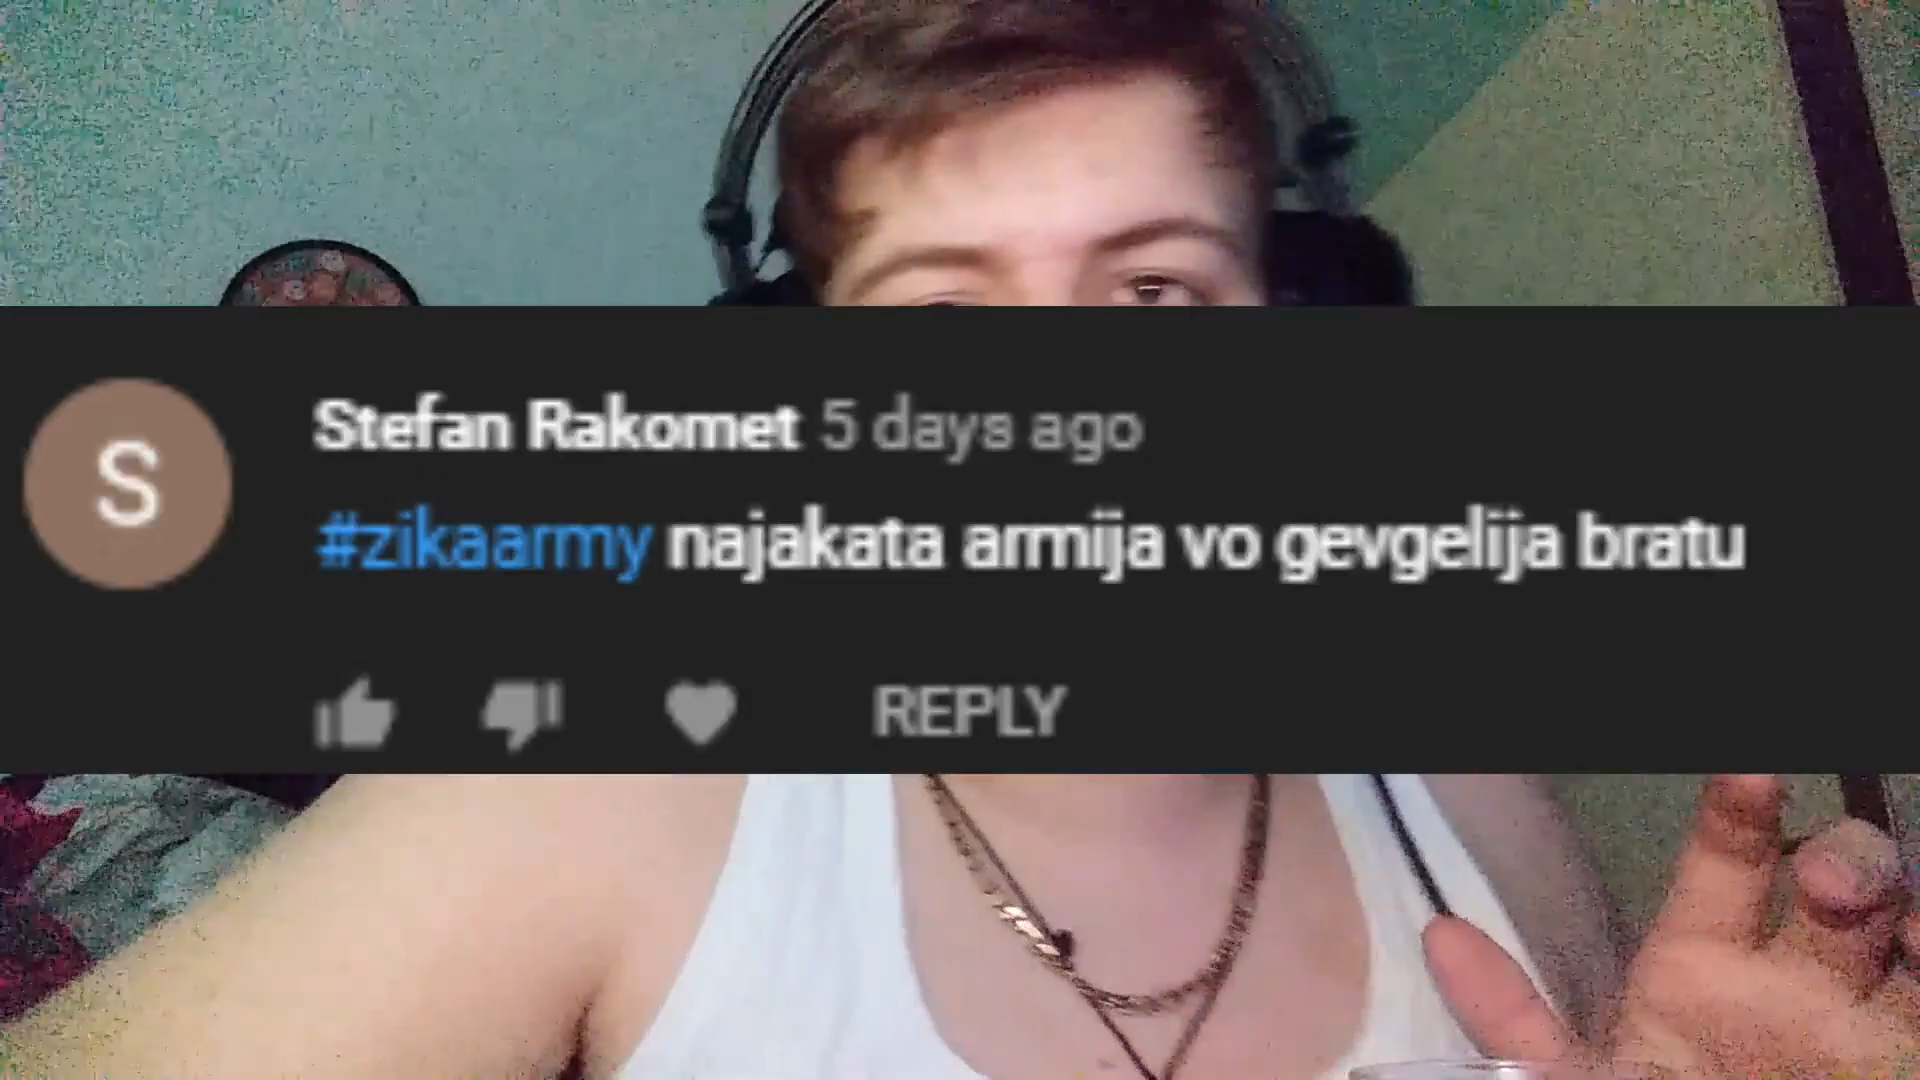 S
Stefan Rakomet 5 days ago
#zikaarmy najakata armija vo gevgelija bratu
REPLY